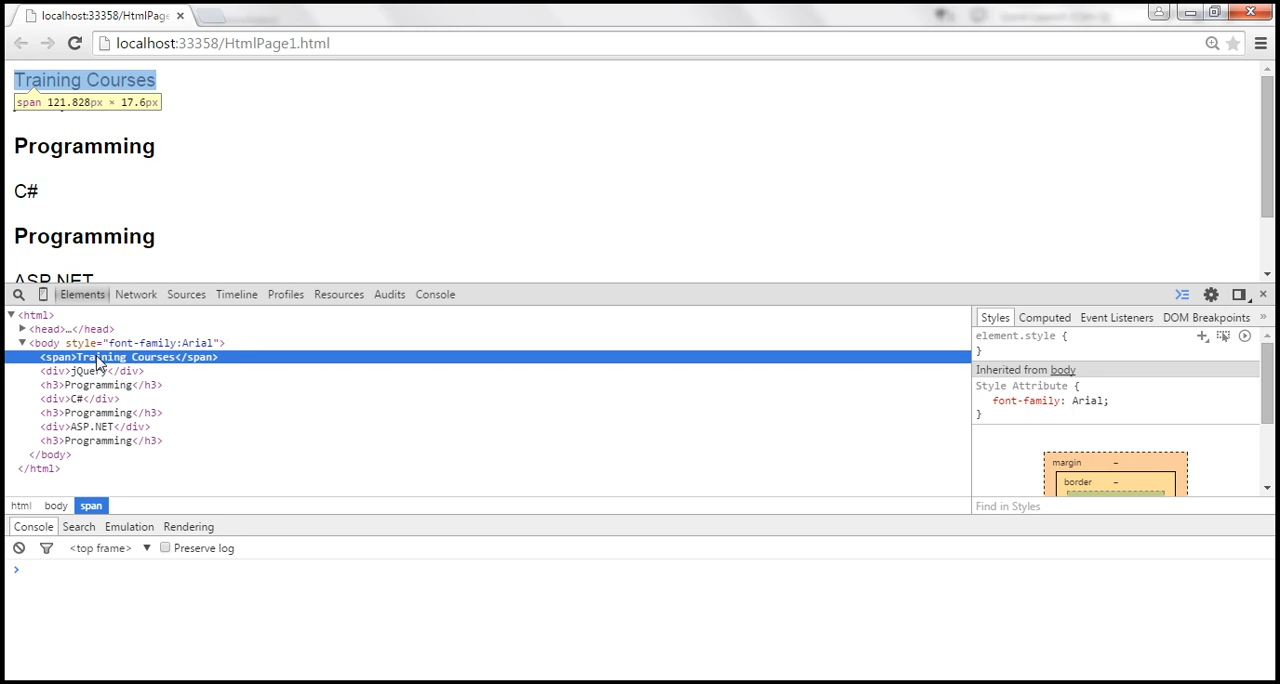 HtmlPage
localhost:33358/HtmlPage1.html
Training Courses
span 121.828px × 17.6px
Programming
C#
Programming
ASP.NET
Elements Network Sources Timeline Profiles Resources Audits Console
<html>
<head>…</head>
<body style="font-family:Arial">
<span>Training Courses</span>
<div>jQuery</div>
<h3>Programming</h3>
<div>C#</div>
<h3>Programming</h3>
<div>ASP.NET</div>
<h3>Programming</h3>
</body>
</html>
html body span
Styles Computed Event Listeners DOM Breakpoints »
element.style {
}
Inherited from body
Style Attribute {
font-family: Arial;
}
margin –
border –
Find in Styles
Console Search Emulation Rendering
<top frame> ▼ Preserve log
>